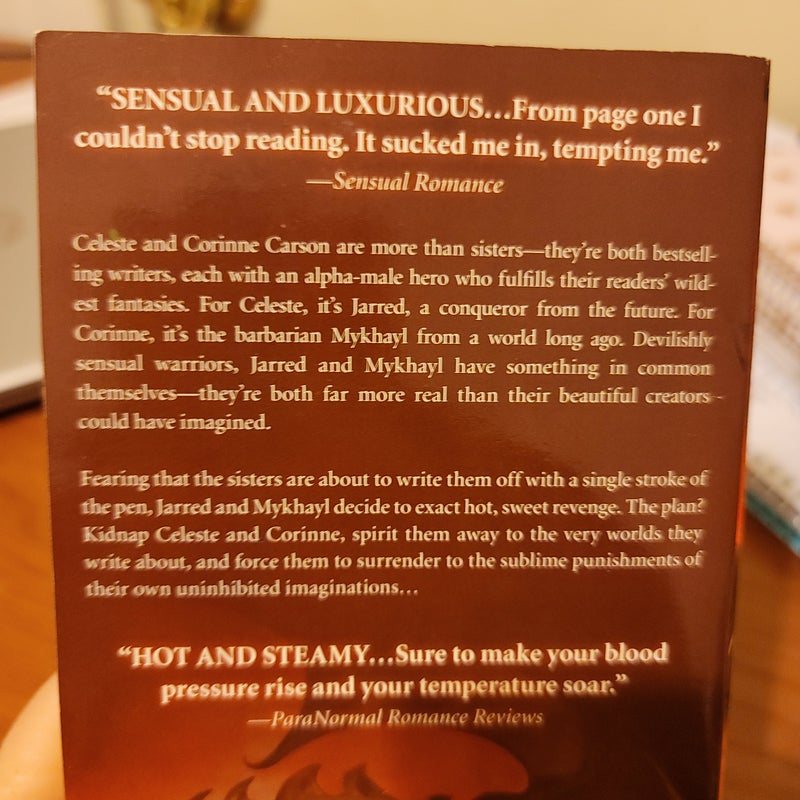 “SENSUAL AND LUXURIOUS...From page one I
couldn’t stop reading. It sucked me in, tempting me.”
—Sensual Romance
Celeste and Corinne Carson are more than sisters—they’re both bestsell-
ing writers, each with an alpha-male hero who fulfills their readers’ wild-
est fantasies. For Celeste, it’s Jarred, a conqueror from the future. For
Corinne, it’s the barbarian Mykhayl from a world long ago. Devilishly
sensual warriors, Jarred and Mykhayl have something in common
themselves—they’re both far more real than their beautiful creators
could have imagined.
Fearing that the sisters are about to write them off with a single stroke of
the pen, Jarred and Mykhayl decide to exact hot, sweet revenge. The plan?
Kidnap Celeste and Corinne, spirit them away to the very worlds they
write about, and force them to surrender to the sublime punishments of
their own uninhibited imaginations...
“HOT AND STEAMY...Sure to make your blood
pressure rise and your temperature soar.”
—ParaNormal Romance Reviews